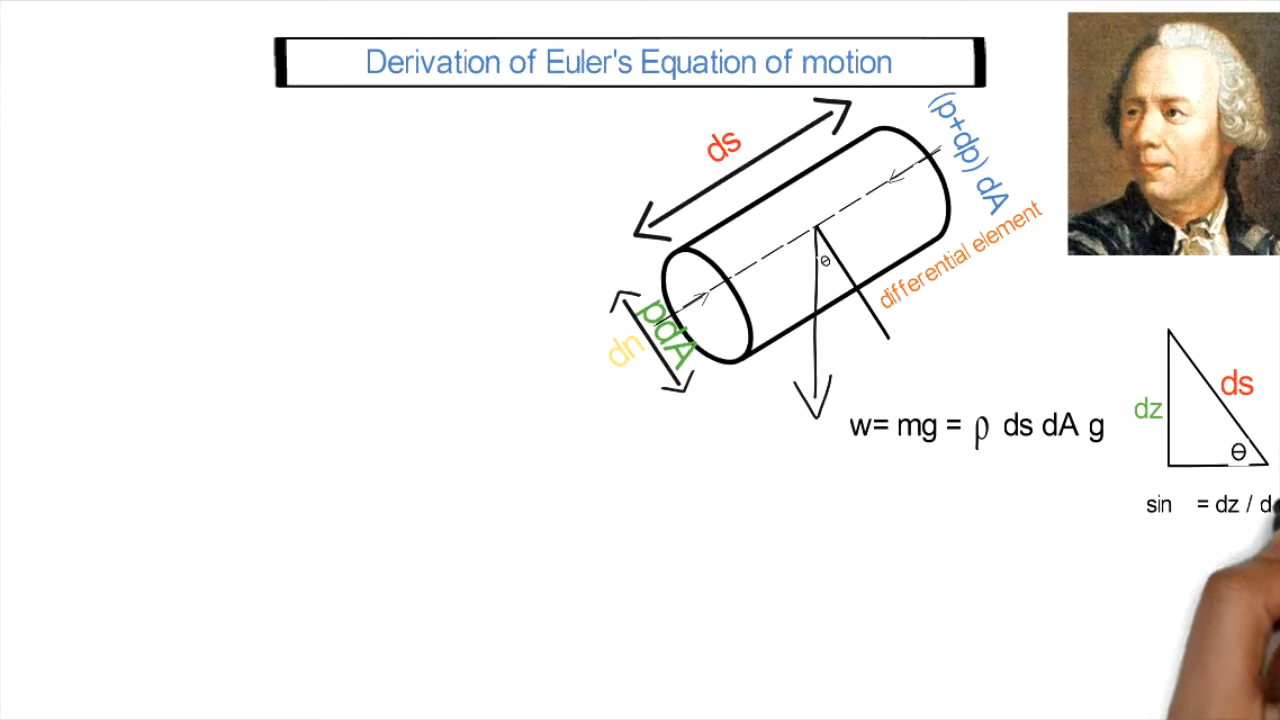 Derivation of Euler's Equation of motion
ds
(p+dp) dA
differential element
θ
pdA
dn
w= mg = ρ ds dA g
dz
ds
θ
sin = dz / d